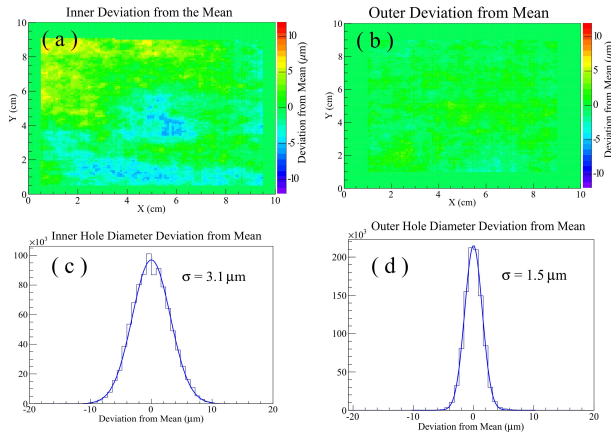 Inner Deviation from the Mean
( a )
Y (cm)
10
8
6
4
2
0
0 2 4 6 8 10
X (cm)
10
5
0
-5
-10
Deviation from Mean (μm)
Outer Deviation from Mean
( b )
Y (cm)
10
8
6
4
2
0
0 2 4 6 8 10
X (cm)
10
5
0
-5
-10
Deviation from Mean (μm)
Inner Hole Diameter Deviation from Mean
×10³
( c )
σ = 3.1 μm
100
80
60
40
20
0
-20 -10 0 10 20
Deviation from Mean (μm)
Outer Hole Diameter Deviation from Mean
×10³
( d )
σ = 1.5 μm
200
150
100
50
0
-20 -10 0 10 20
Deviation from Mean (μm)